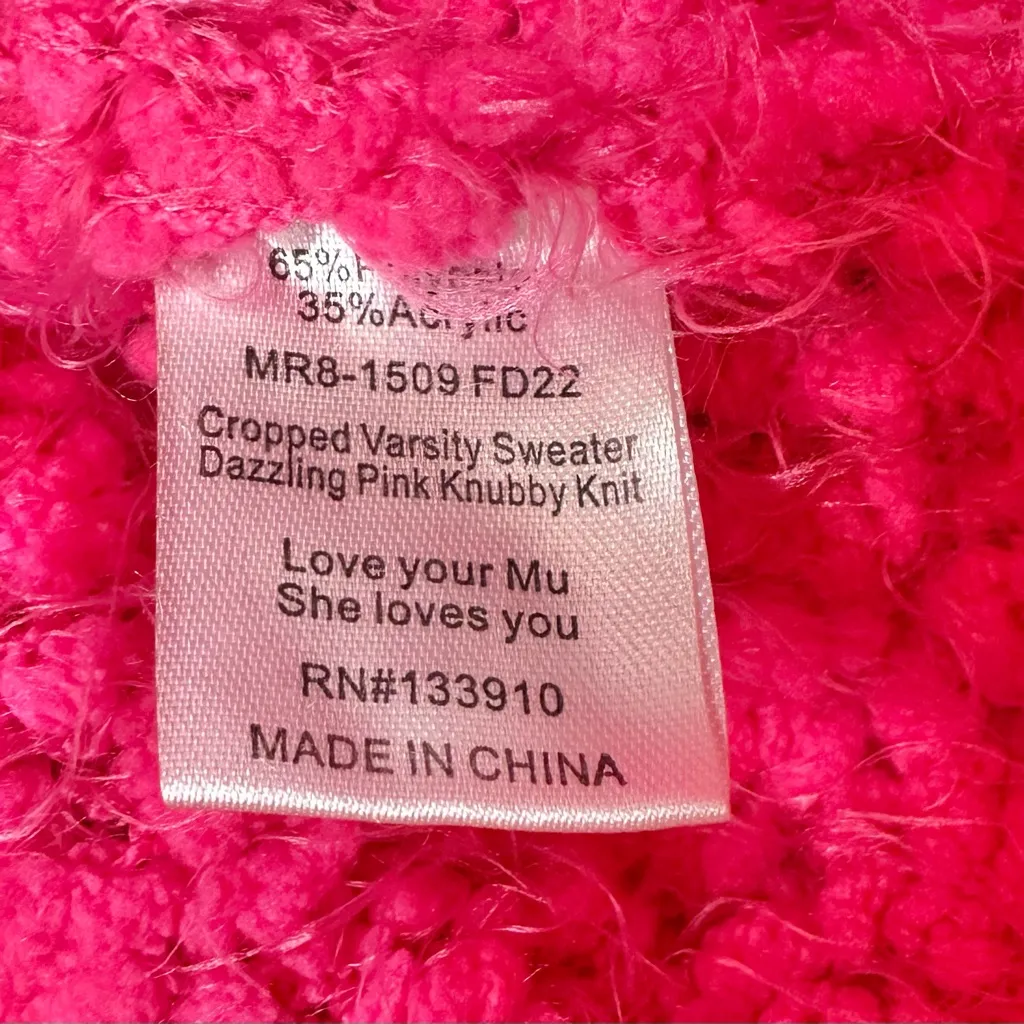 65%
35%Acrylic
MR8-1509 FD22
Cropped Varsity Sweater
Dazzling Pink Knubby Knit
Love your Mu
She loves you
RN#133910
MADE IN CHINA